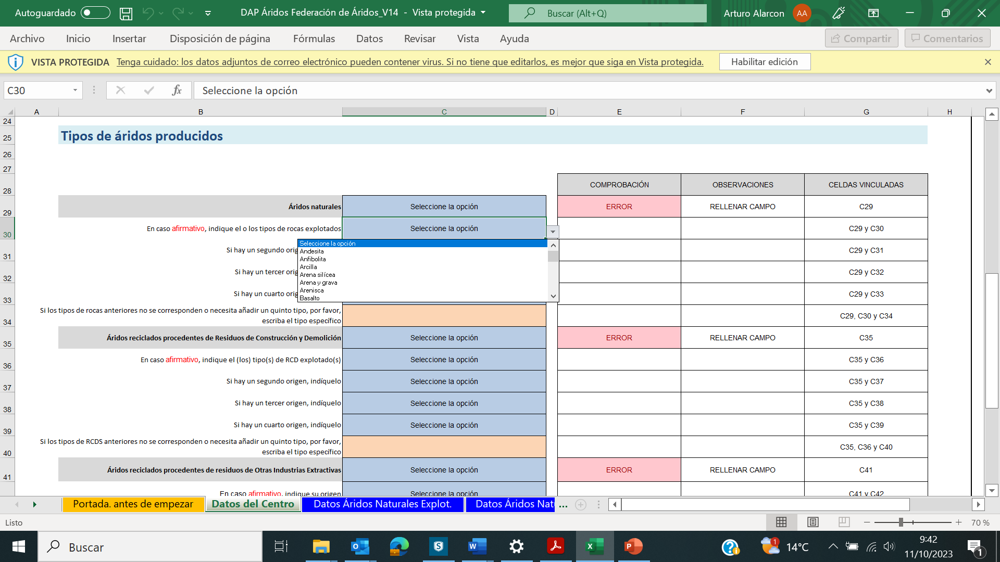 Autoguardado
DAP Áridos Federación de Áridos_V14 - Vista protegida
Buscar (Alt+Q)
Arturo Alarcon
AA
Archivo Inicio Insertar Disposición de página Fórmulas Datos Revisar Vista Ayuda
Compartir
Comentarios
VISTA PROTEGIDA Tenga cuidado: los datos adjuntos de correo electrónico pueden contener virus. Si no tiene que editarlos, es mejor que siga en Vista protegida.
Habilitar edición
C30
fx
Seleccione la opción
A B C D E F G H
24
25 Tipos de áridos producidos
26
27
28 COMPROBACIÓN OBSERVACIONES CELDAS VINCULADAS
29 Áridos naturales Seleccione la opción ERROR RELLENAR CAMPO C29
30 En caso afirmativo, indique el o los tipos de rocas explotados Seleccione la opción C29 y C30
Seleccione la opción
Andesita
Anfibolita
Arcilla
Arena silícea
Arena y grava
Arenisca
Basalto
31 Si hay un segundo orig C29 y C31
32 Si hay un tercer orig C29 y C32
33 Si hay un cuarto orig C29 y C33
Si los tipos de rocas anteriores no se corresponden o necesita añadir un quinto tipo, por favor,
34 escriba el tipo específico C29, C30 y C34
35 Áridos reciclados procedentes de Residuos de Construcción y Demolición Seleccione la opción ERROR RELLENAR CAMPO C35
36 En caso afirmativo, indique el (los) tipo(s) de RCD explotado(s) Seleccione la opción C35 y C36
37 Si hay un segundo origen, indíquelo Seleccione la opción C35 y C37
38 Si hay un tercer origen, indíquelo Seleccione la opción C35 y C38
39 Si hay un cuarto origen, indíquelo Seleccione la opción C35 y C39
Si los tipos de RCDS anteriores no se corresponden o necesita añadir un quinto tipo, por favor,
40 escriba el tipo específico C35, C36 y C40
41 Áridos reciclados procedentes de residuos de Otras Industrias Extractivas Seleccione la opción ERROR RELLENAR CAMPO C41
En caso afirmativo, indique su origen Seleccione la opción C41 y C42
Portada. antes de empezar
Datos del Centro
Datos Áridos Naturales Explot.
Datos Áridos Nat
...
Listo
70 %
Buscar
1
14°C
9:42
11/10/2023
1